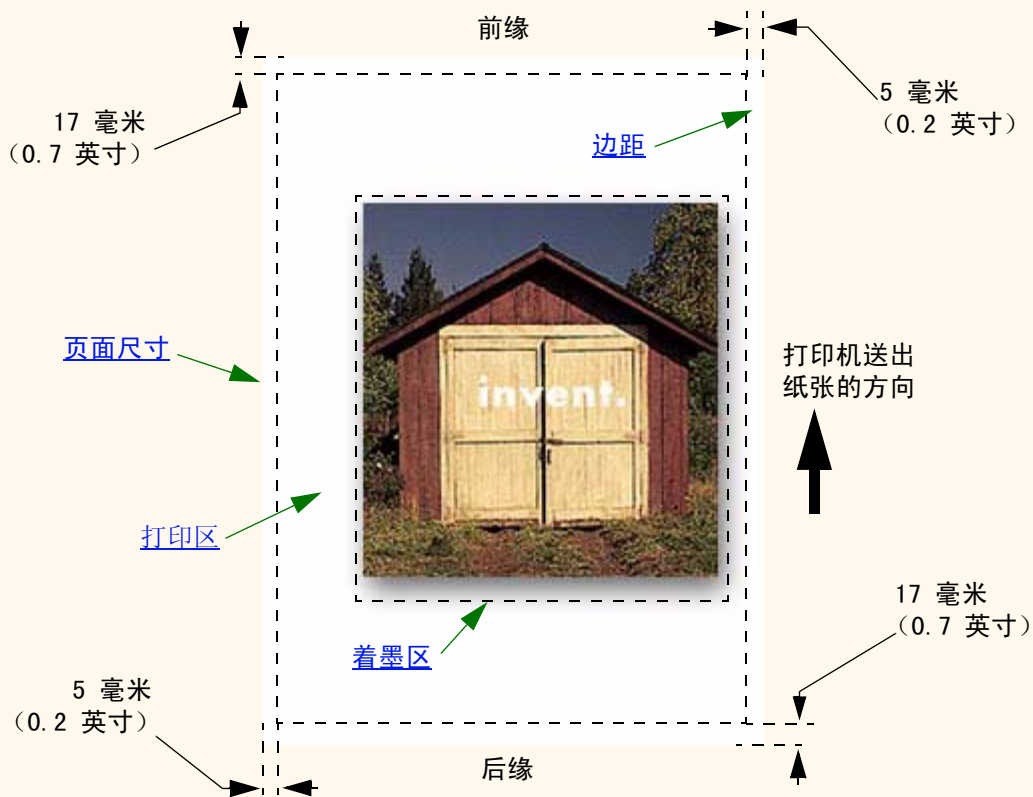 前缘
5 毫米
(0.2 英寸)
17 毫米
(0.7 英寸)
边距
页面尺寸
invent.
打印机送出
纸张的方向
打印区
17 毫米
(0.7 英寸)
着墨区
5 毫米
(0.2 英寸)
后缘